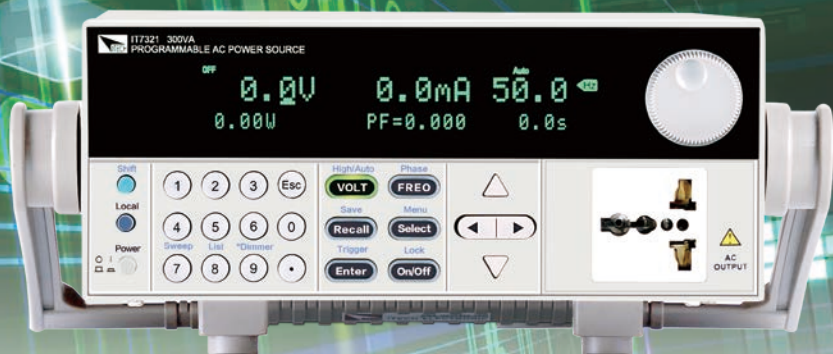 IT7321 300VA
PROGRAMMABLE AC POWER SOURCE
OFF Auto
0.0V 0.0mA 50.0 Hz
0.00W PF=0.000 0.0s
Shift High/Auto Phase
1 2 3 Esc VOLT FREQ
Local Save Menu
4 5 6 0 Recall Select
Power Sweep List *Dimmer Trigger Lock
7 8 9 . Enter On/Off
AC
OUTPUT